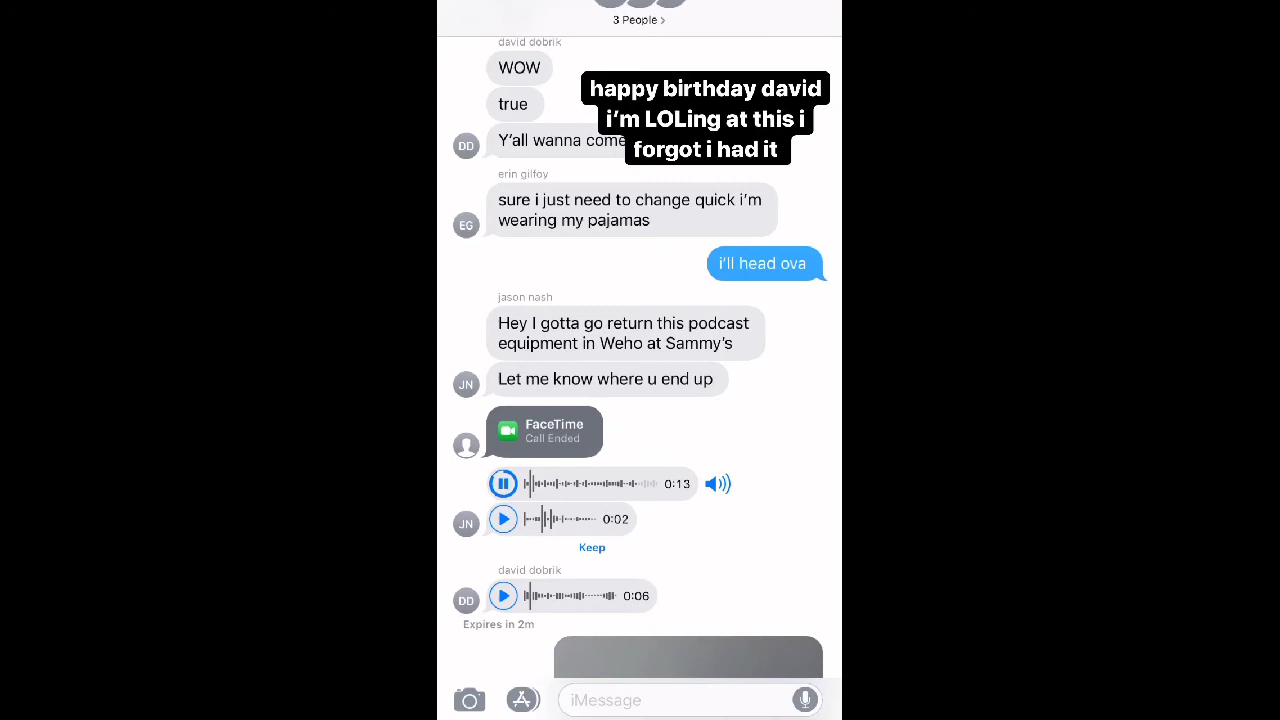 3 People >
david dobrik
WOW
true
Y'all wanna come
happy birthday david
i'm LOLing at this i
forgot i had it
DD
erin gilfoy
sure i just need to change quick i'm
wearing my pajamas
EG
i'll head ova
jason nash
Hey I gotta go return this podcast
equipment in Weho at Sammy's
Let me know where u end up
JN
FaceTime
Call Ended
0:13
0:02
JN
Keep
david dobrik
0:06
DD
Expires in 2m
iMessage